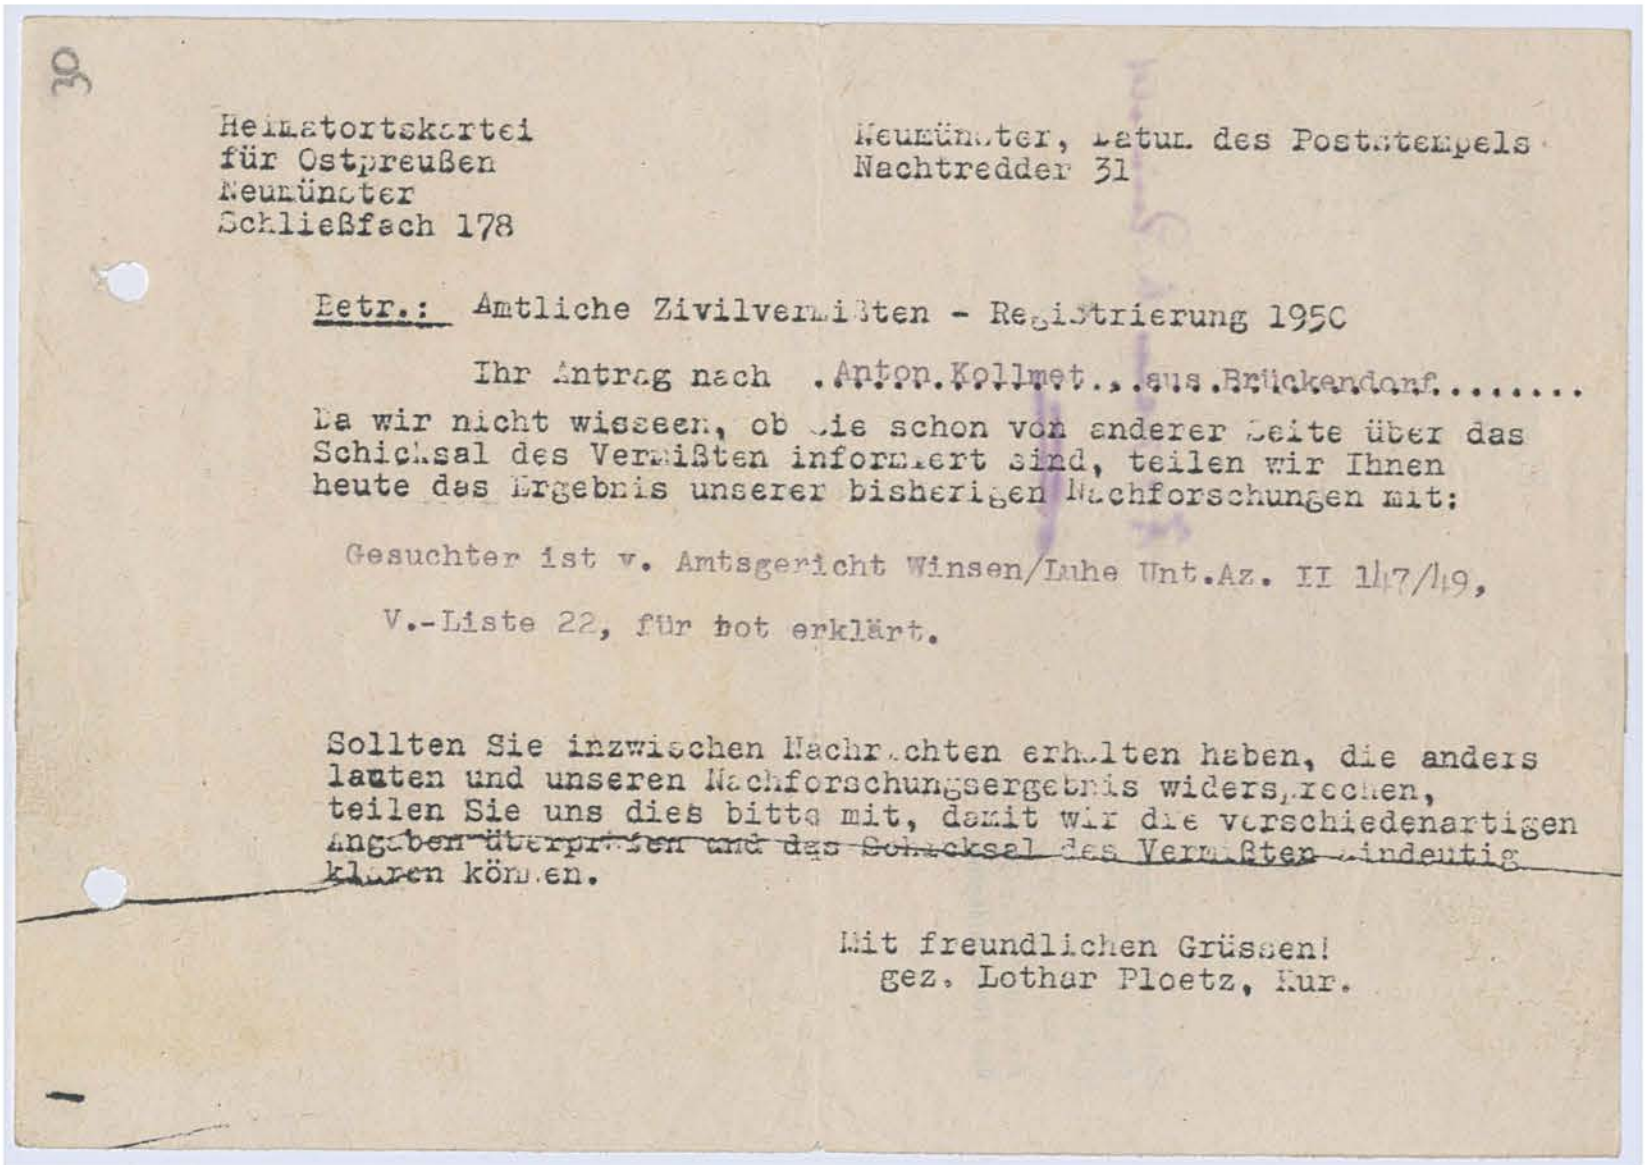 30
Heimatortskartei
für Ostpreußen
Neumünster
Schließfach 178
Neumünster, Datum des Poststempels
Nachtredder 31
Betr.: Amtliche Zivilvermißten - Registrierung 1950
Ihr Antrag nach .Anton.Kollmet...aus.Brückendorf........
Da wir nicht wisseen, ob Sie schon von anderer Seite über das
Schicksal des Vermißten informiert sind, teilen wir Ihnen
heute das Ergebnis unserer bisherigen Nachforschungen mit:
Gesuchter ist v. Amtsgericht Winsen/Luhe Unt.Az. II 147/49,
V.-Liste 22, für tot erklärt.
Sollten Sie inzwischen Nachrichten erhalten haben, die anders
lauten und unseren Nachforschungsergebnis widersprechen,
teilen Sie uns dies bitte mit, damit wir die verschiedenartigen
Angaben überprüfen und das Schicksal des Vermißten eindeutig
klären können.
Mit freundlichen Grüssen!
gez. Lothar Ploetz, Kur.